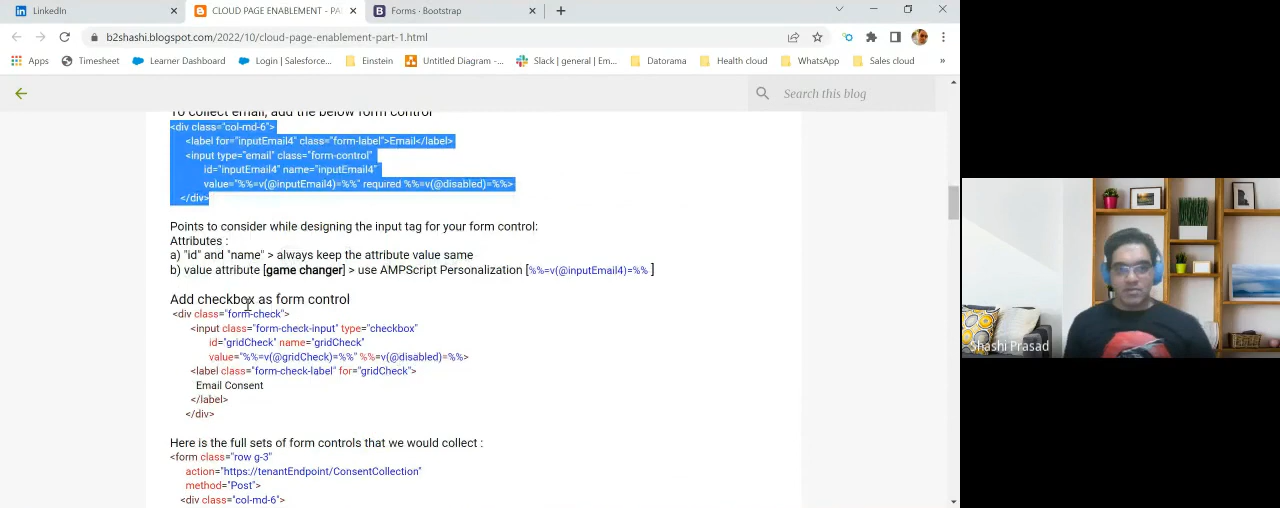 LinkedIn
CLOUD PAGE ENABLEMENT - PA
Forms · Bootstrap
b2shashi.blogspot.com/2022/10/cloud-page-enablement-part-1.html
Apps
Timesheet
Learner Dashboard
Login | Salesforce...
Einstein
Untitled Diagram -...
Slack | general | Em...
Datorama
Health cloud
WhatsApp
Sales cloud
»
Search this blog
To collect email, add the below form control
<div class="col-md-6">
<label for="inputEmail4" class="form-label">Email</label>
<input type="email" class="form-control"
id="inputEmail4" name="inputEmail4"
value="%%=v(@inputEmail4)=%%" required %%=v(@disabled)=%%>
</div>
Points to consider while designing the input tag for your form control:
Attributes :
a) "id" and "name" > always keep the attribute value same
b) value attribute [game changer] > use AMPScript Personalization [%%=v(@inputEmail4)=%% ]
Add checkbox as form control
<div class="form-check">
<input class="form-check-input" type="checkbox"
id="gridCheck" name="gridCheck"
value="%%=v(@gridCheck)=%%" %%=v(@disabled)=%%>
<label class="form-check-label" for="gridCheck">
Email Consent
</label>
</div>
Here is the full sets of form controls that we would collect :
<form class="row g-3"
action="https://tenantEndpoint/ConsentCollection"
method="Post">
<div class="col-md-6">
Shashi Prasad